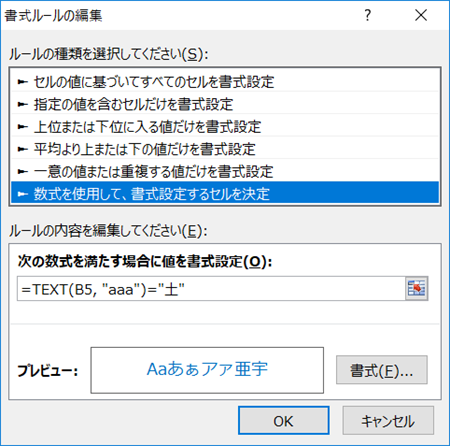 書式ルールの編集
ルールの種類を選択してください(S):
► セルの値に基づいてすべてのセルを書式設定
► 指定の値を含むセルだけを書式設定
► 上位または下位に入る値だけを書式設定
► 平均より上または下の値だけを書式設定
► 一意の値または重複する値だけを書式設定
► 数式を使用して、書式設定するセルを決定
ルールの内容を編集してください(E):
次の数式を満たす場合に値を書式設定(O):
=TEXT(B5, "aaa")="土"
プレビュー: Aaあぁアァ亜宇 書式(F)...
OK キャンセル